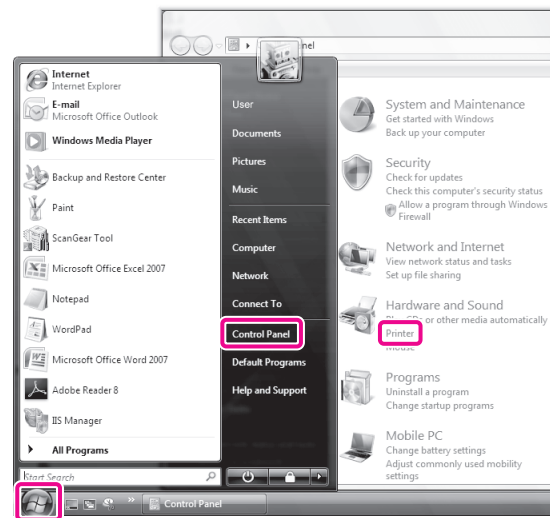 nel
Internet
Internet Explorer
E-mail
Microsoft Office Outlook
Windows Media Player
Backup and Restore Center
Paint
ScanGear Tool
Microsoft Office Excel 2007
Notepad
WordPad
Microsoft Office Word 2007
Adobe Reader 8
IIS Manager
All Programs
Start Search
User
Documents
Pictures
Music
Recent Items
Computer
Network
Connect To
Control Panel
Default Programs
Help and Support
System and Maintenance
Get started with Windows
Back up your computer
Security
Check for updates
Check this computer's security status
Allow a program through Windows
Firewall
Network and Internet
View network status and tasks
Set up file sharing
Hardware and Sound
Play CDs or other media automatically
Printer
Mouse
Programs
Uninstall a program
Change startup programs
Mobile PC
Change battery settings
Adjust commonly used mobility
settings
Control Panel